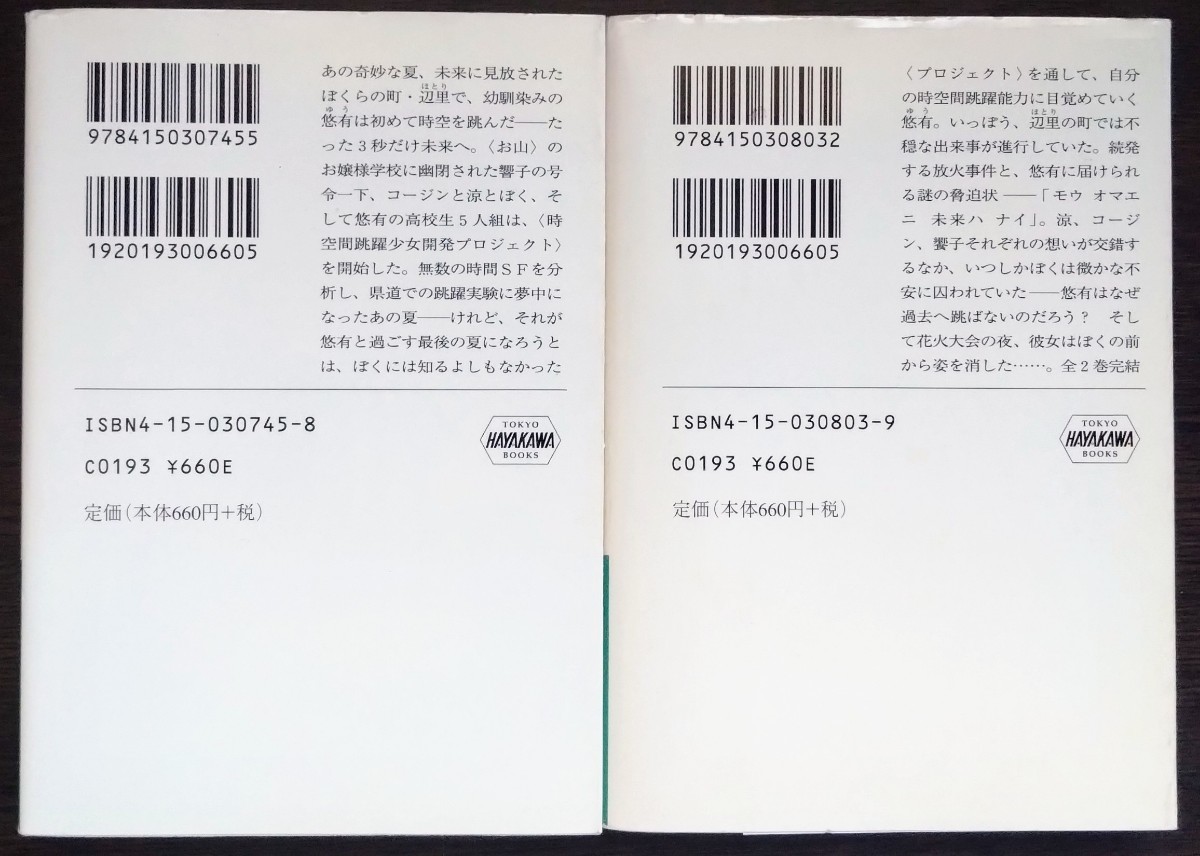 9784150307455
1920193006605
あの奇妙な夏、未来に見放された
ぼくらの町・辺里で、幼馴染みの
ほとり
悠有は初めて時空を跳んだ――た
ゆう
った3秒だけ未来へ。〈お山〉の
お嬢様学校に幽閉された響子の号
令一下、コージンと涼とぼく、そ
して悠有の高校生5人組は、〈時
空間跳躍少女開発プロジェクト〉
を開始した。無数の時間SFを分
析し、県道での跳躍実験に夢中に
なったあの夏――けれど、それが
悠有と過ごす最後の夏になろうと
は、ぼくには知るよしもなかった
ISBN4-15-030745-8
C0193 ¥660E
定価(本体660円+税)
TOKYO
HAYAKAWA
BOOKS
9784150308032
1920193006605
〈プロジェクト〉を通して、自分
の時空間跳躍能力に目覚めていく
悠有。いっぽう、辺里の町では不
ゆう
ほとり
穏な出来事が進行していた。続発
する放火事件と、悠有に届けられ
る謎の脅迫状――「モウ オマエ
ニ 未来ハ ナイ」。涼、コージ
ン、響子それぞれの想いが交錯す
るなか、いつしかぼくは微かな不
安に囚われていた――悠有はなぜ
過去へ跳ばないのだろう? そし
て花火大会の夜、彼女はぼくの前
から姿を消した……。全2巻完結
ISBN4-15-030803-9
C0193 ¥660E
定価(本体660円+税)
TOKYO
HAYAKAWA
BOOKS